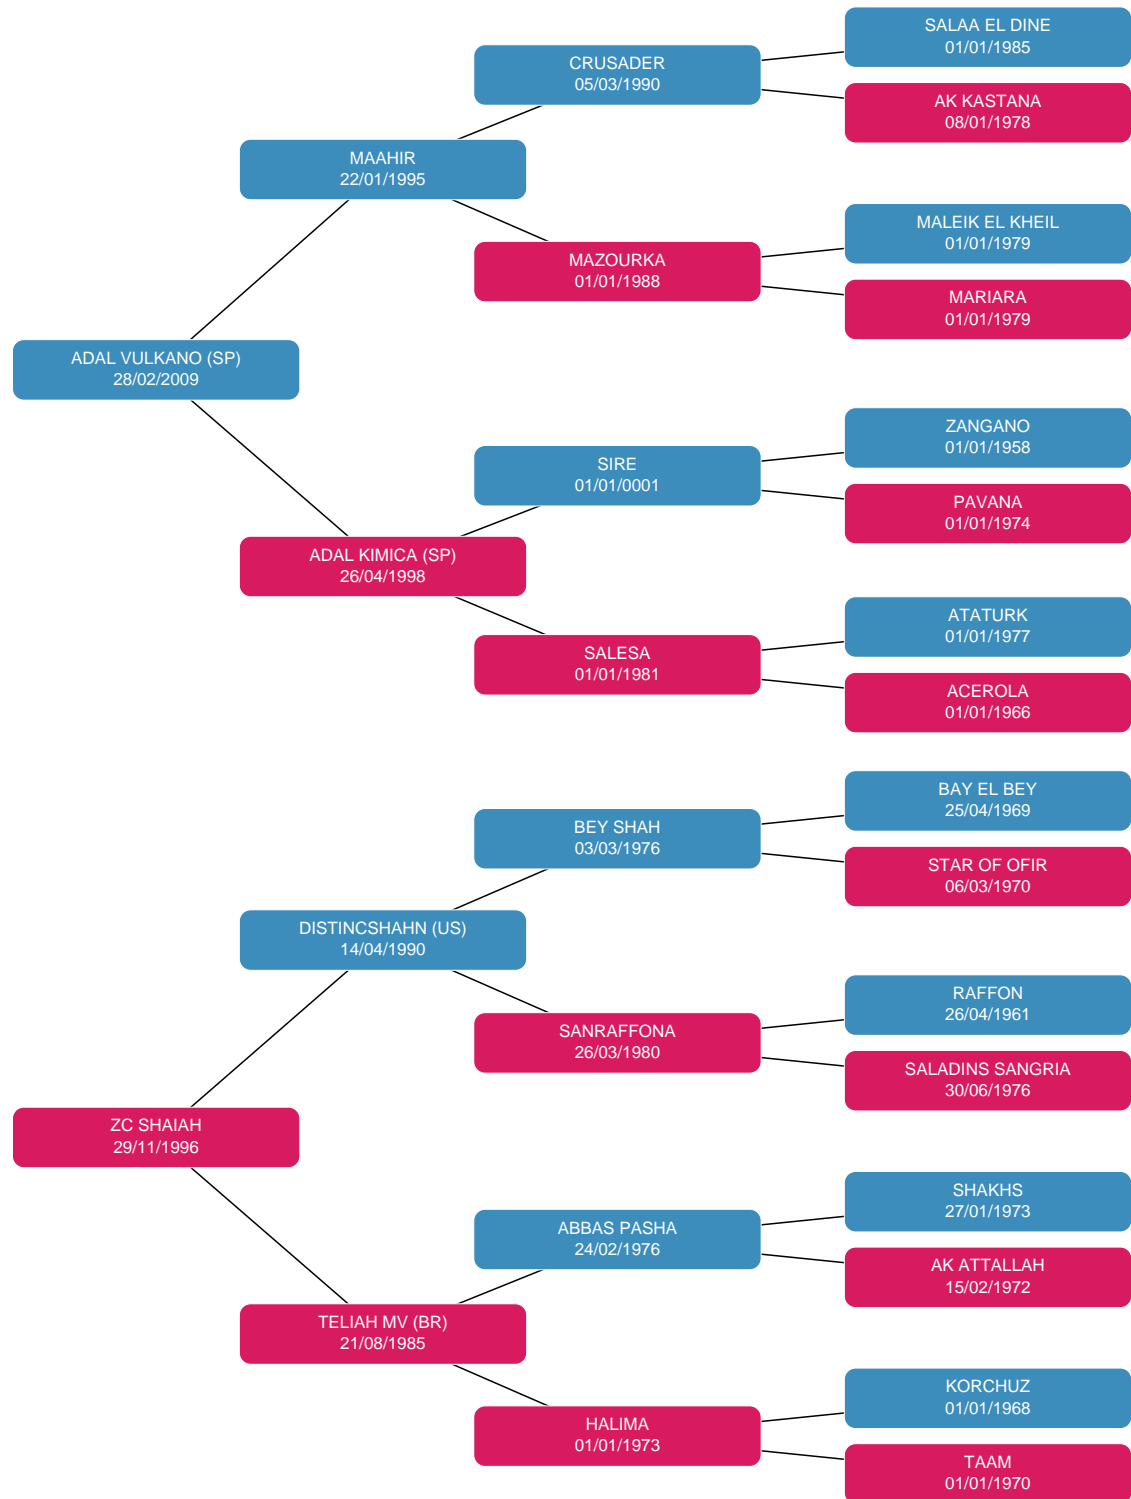 SALAA EL DINE
01/01/1985
CRUSADER
05/03/1990
AK KASTANA
08/01/1978
MAAHIR
22/01/1995
MALEIK EL KHEIL
01/01/1979
MAZOURKA
01/01/1988
MARIARA
01/01/1979
ADAL VULKANO (SP)
28/02/2009
ZANGANO
01/01/1958
SIRE
01/01/0001
PAVANA
01/01/1974
ADAL KIMICA (SP)
26/04/1998
ATATURK
01/01/1977
SALESA
01/01/1981
ACEROLA
01/01/1966
BAY EL BEY
25/04/1969
BEY SHAH
03/03/1976
STAR OF OFIR
06/03/1970
DISTINCSHAHN (US)
14/04/1990
RAFFON
26/04/1961
SANRAFFONA
26/03/1980
SALADINS SANGRIA
30/06/1976
ZC SHAIAH
29/11/1996
SHAKHS
27/01/1973
ABBAS PASHA
24/02/1976
AK ATTALLAH
15/02/1972
TELIAH MV (BR)
21/08/1985
KORCHUZ
01/01/1968
HALIMA
01/01/1973
TAAM
01/01/1970